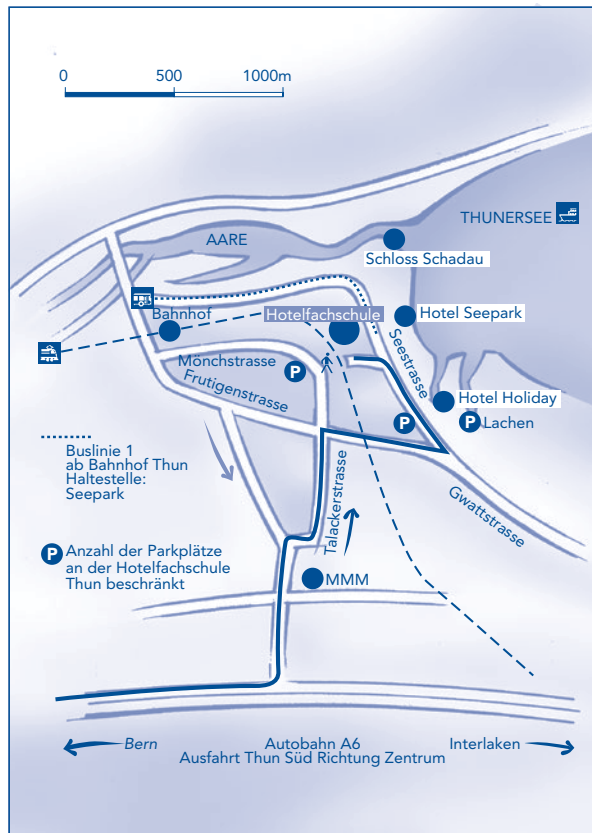 0 500 1000m
THUNERSEE
AARE
Schloss Schadau
Bahnhof
Hotelfachschule
Hotel Seepark
Mönchstrasse
Frutigenstrasse
P
Seestrasse
Hotel Holiday
P
P Lachen
Buslinie 1
ab Bahnhof Thun
Haltestelle:
Seepark
Talackerstrasse
Gwattstrasse
P Anzahl der Parkplätze
an der Hotelfachschule
Thun beschränkt
MMM
Bern
Autobahn A6
Interlaken
Ausfahrt Thun Süd Richtung Zentrum